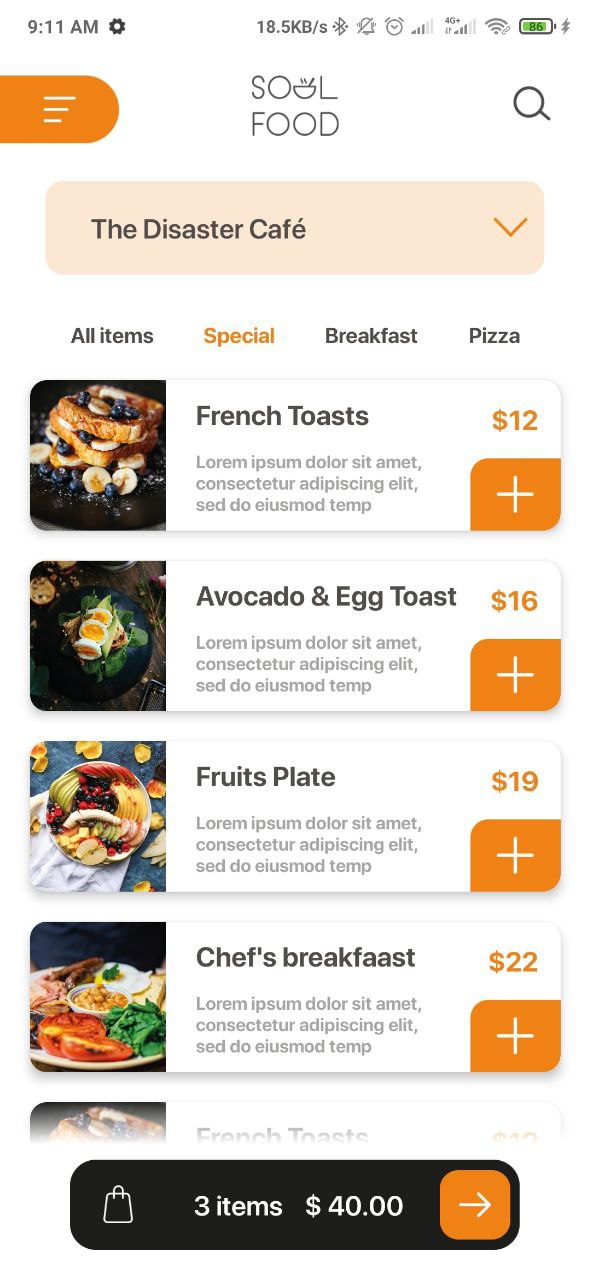 9:11 AM 18.5KB/s 4G+ 86
SOUL
FOOD
The Disaster Café
All items Special Breakfast Pizza
French Toasts $12
Lorem ipsum dolor sit amet,
consectetur adipiscing elit,
sed do eiusmod temp
Avocado & Egg Toast $16
Lorem ipsum dolor sit amet,
consectetur adipiscing elit,
sed do eiusmod temp
Fruits Plate $19
Lorem ipsum dolor sit amet,
consectetur adipiscing elit,
sed do eiusmod temp
Chef's breakfaast $22
Lorem ipsum dolor sit amet,
consectetur adipiscing elit,
sed do eiusmod temp
French Toasts $12
3 items $ 40.00